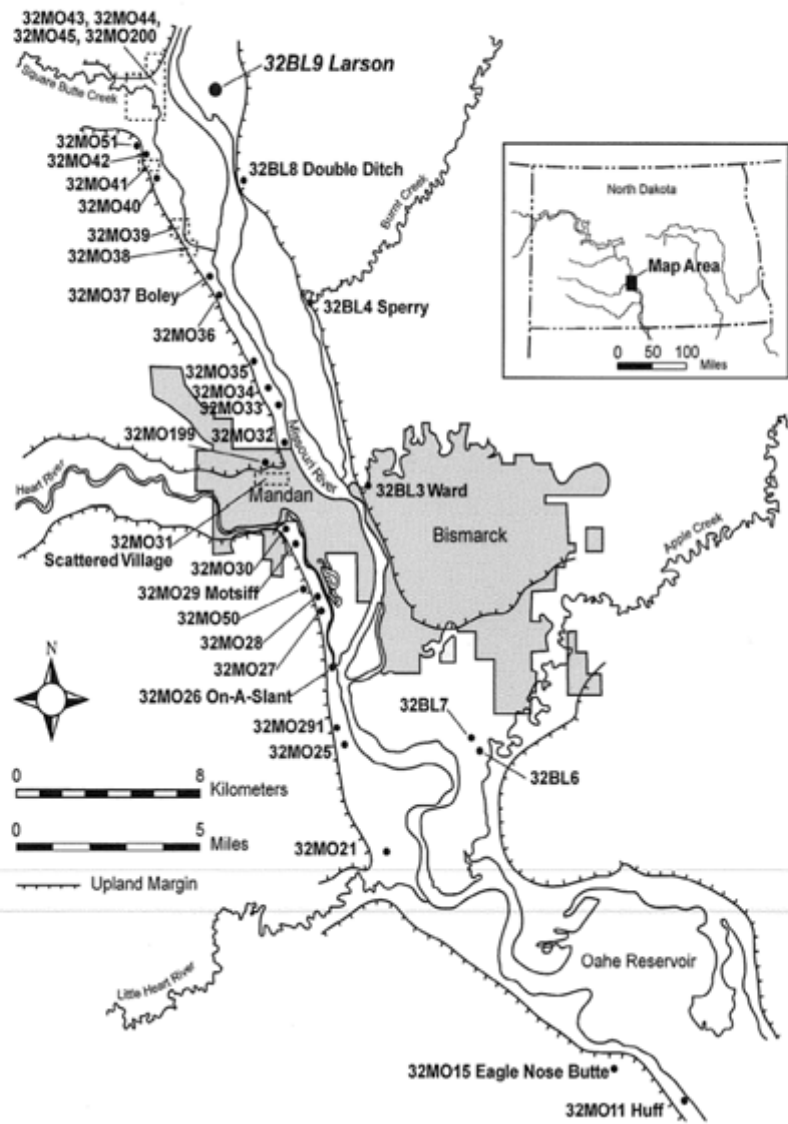 32MO43, 32MO44,
32MO45, 32MO200
32BL9 Larson
Square Butte Creek
32MO51
32MO42
32MO41
32MO40
32BL8 Double Ditch
Burnt Creek
North Dakota
Map Area
0 50 100
Miles
32MO39
32MO38
32MO37 Boley
32BL4 Sperry
32MO36
32MO35
32MO34
32MO33
32MO199
32MO32
Missouri River
Heart River
Mandan
32BL3 Ward
Bismarck
Apple Creek
32MO31
Scattered Village
32MO30
32MO29 Motsiff
32MO50
32MO28
32MO27
N
32MO26 On-A-Slant
32BL7
32MO291
32MO25
32BL6
0 8
Kilometers
0 5
Miles
32MO21
Upland Margin
Little Heart River
Oahe Reservoir
32MO15 Eagle Nose Butte
32MO11 Huff